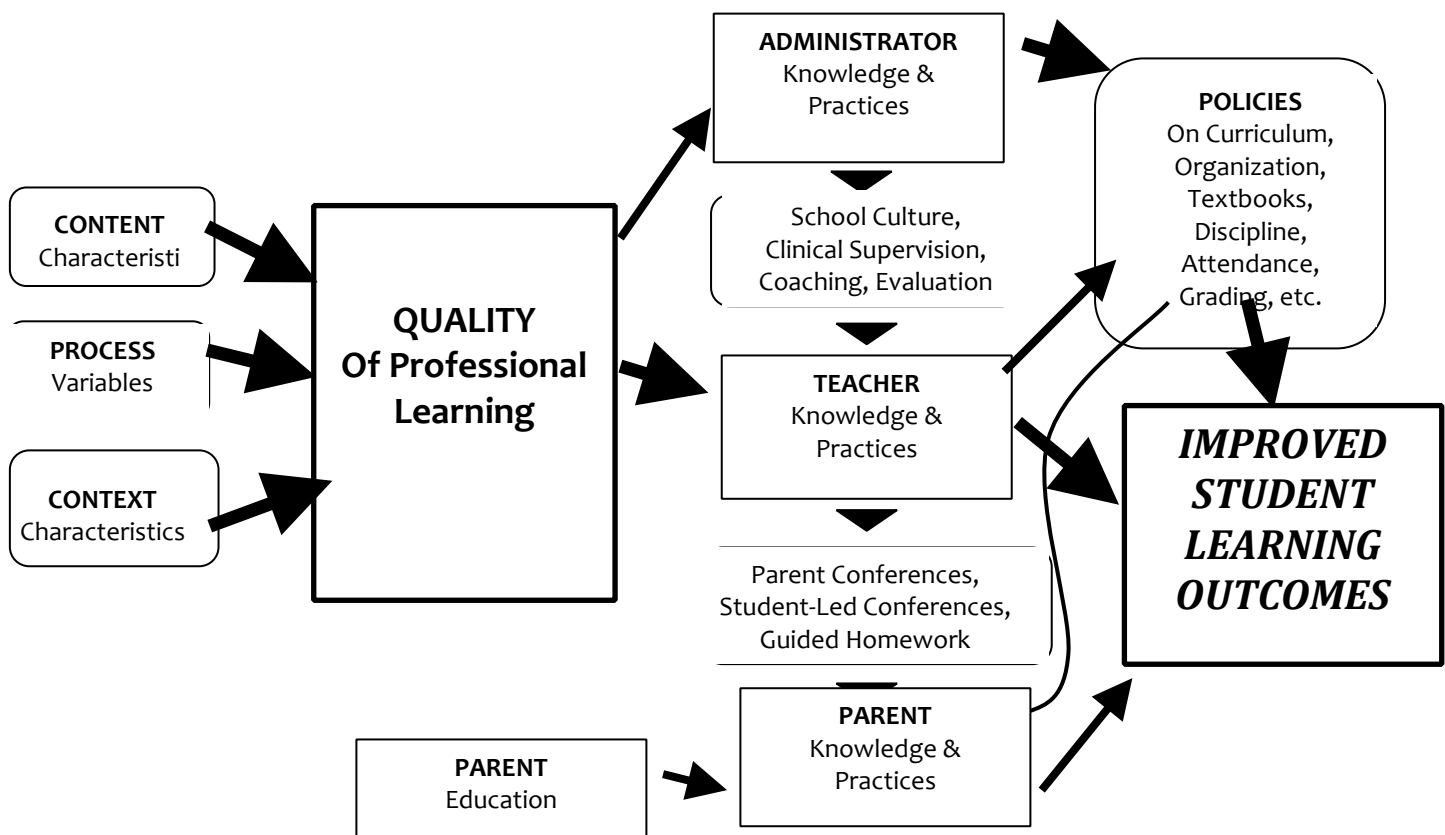 CONTENT
Characteristi
PROCESS
Variables
CONTEXT
Characteristics
QUALITY
Of Professional
Learning
ADMINISTRATOR
Knowledge &
Practices
School Culture,
Clinical Supervision,
Coaching, Evaluation
TEACHER
Knowledge &
Practices
Parent Conferences,
Student-Led Conferences,
Guided Homework
PARENT
Education
PARENT
Knowledge &
Practices
POLICIES
On Curriculum,
Organization,
Textbooks,
Discipline,
Attendance,
Grading, etc.
IMPROVED
STUDENT
LEARNING
OUTCOMES